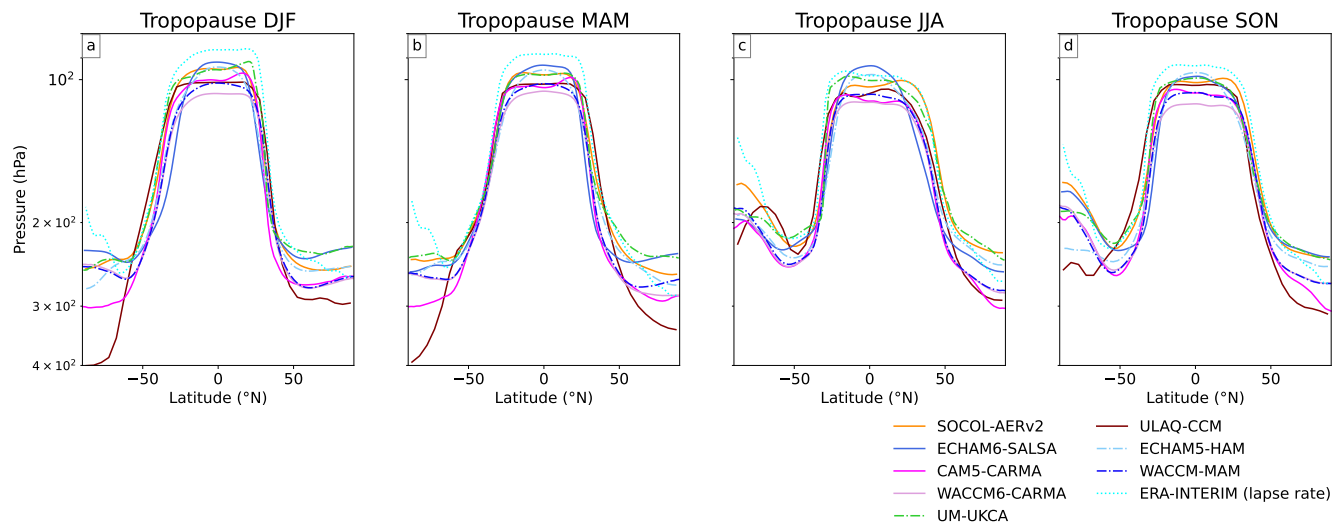 Tropopause DJF
Tropopause MAM
Tropopause JJA
Tropopause SON
a
b
c
d
Pressure (hPa)
10²
2 × 10²
3 × 10²
4 × 10²
−50 0 50
−50 0 50
−50 0 50
−50 0 50
Latitude (°N)
Latitude (°N)
Latitude (°N)
Latitude (°N)
SOCOL-AERv2
ECHAM6-SALSA
CAM5-CARMA
WACCM6-CARMA
UM-UKCA
ULAQ-CCM
ECHAM5-HAM
WACCM-MAM
ERA-INTERIM (lapse rate)